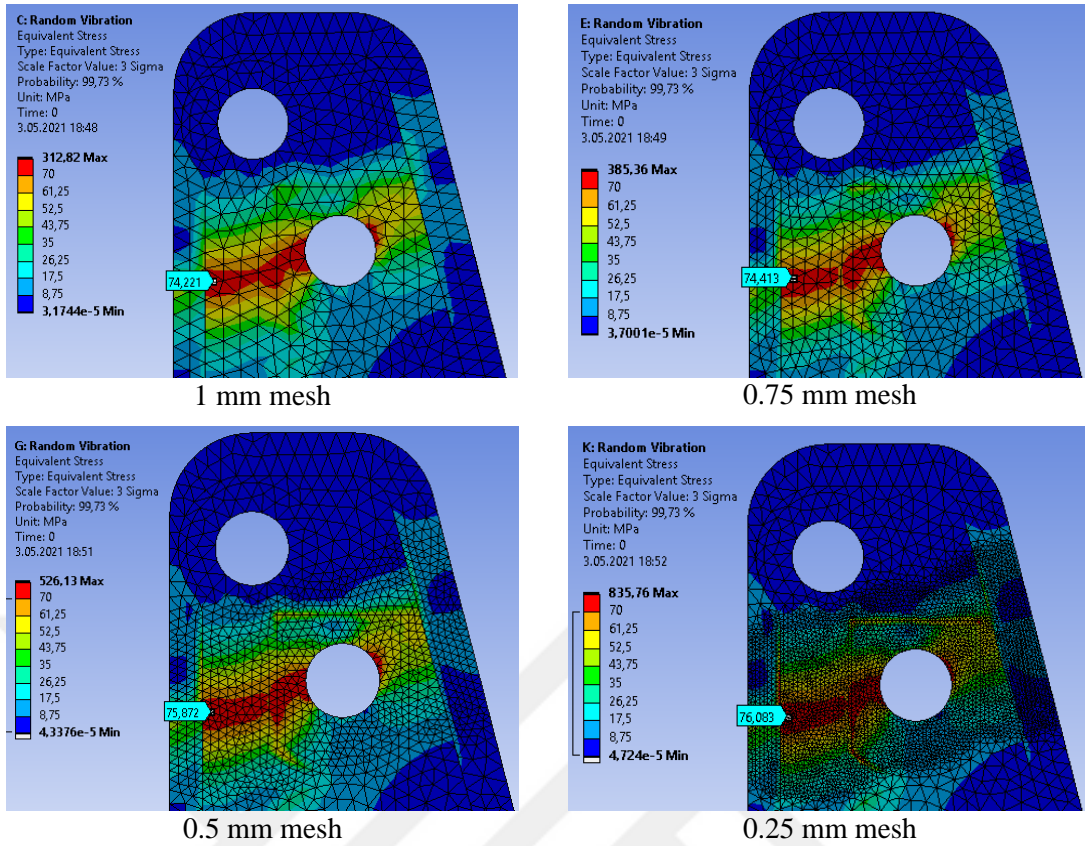 C: Random Vibration
Equivalent Stress
Type: Equivalent Stress
Scale Factor Value: 3 Sigma
Probability: 99,73 %
Unit: MPa
Time: 0
3.05.2021 18:48
312,82 Max
70
61,25
52,5
43,75
35
26,25
17,5
8,75
3,1744e-5 Min
74,221
1 mm mesh
E: Random Vibration
Equivalent Stress
Type: Equivalent Stress
Scale Factor Value: 3 Sigma
Probability: 99,73 %
Unit: MPa
Time: 0
3.05.2021 18:49
385,36 Max
70
61,25
52,5
43,75
35
26,25
17,5
8,75
3,7001e-5 Min
74,413
0.75 mm mesh
G: Random Vibration
Equivalent Stress
Type: Equivalent Stress
Scale Factor Value: 3 Sigma
Probability: 99,73 %
Unit: MPa
Time: 0
3.05.2021 18:51
526,13 Max
70
61,25
52,5
43,75
35
26,25
17,5
8,75
4,3376e-5 Min
75,872
0.5 mm mesh
K: Random Vibration
Equivalent Stress
Type: Equivalent Stress
Scale Factor Value: 3 Sigma
Probability: 99,73 %
Unit: MPa
Time: 0
3.05.2021 18:52
835,76 Max
70
61,25
52,5
43,75
35
26,25
17,5
8,75
4,724e-5 Min
76,083
0.25 mm mesh